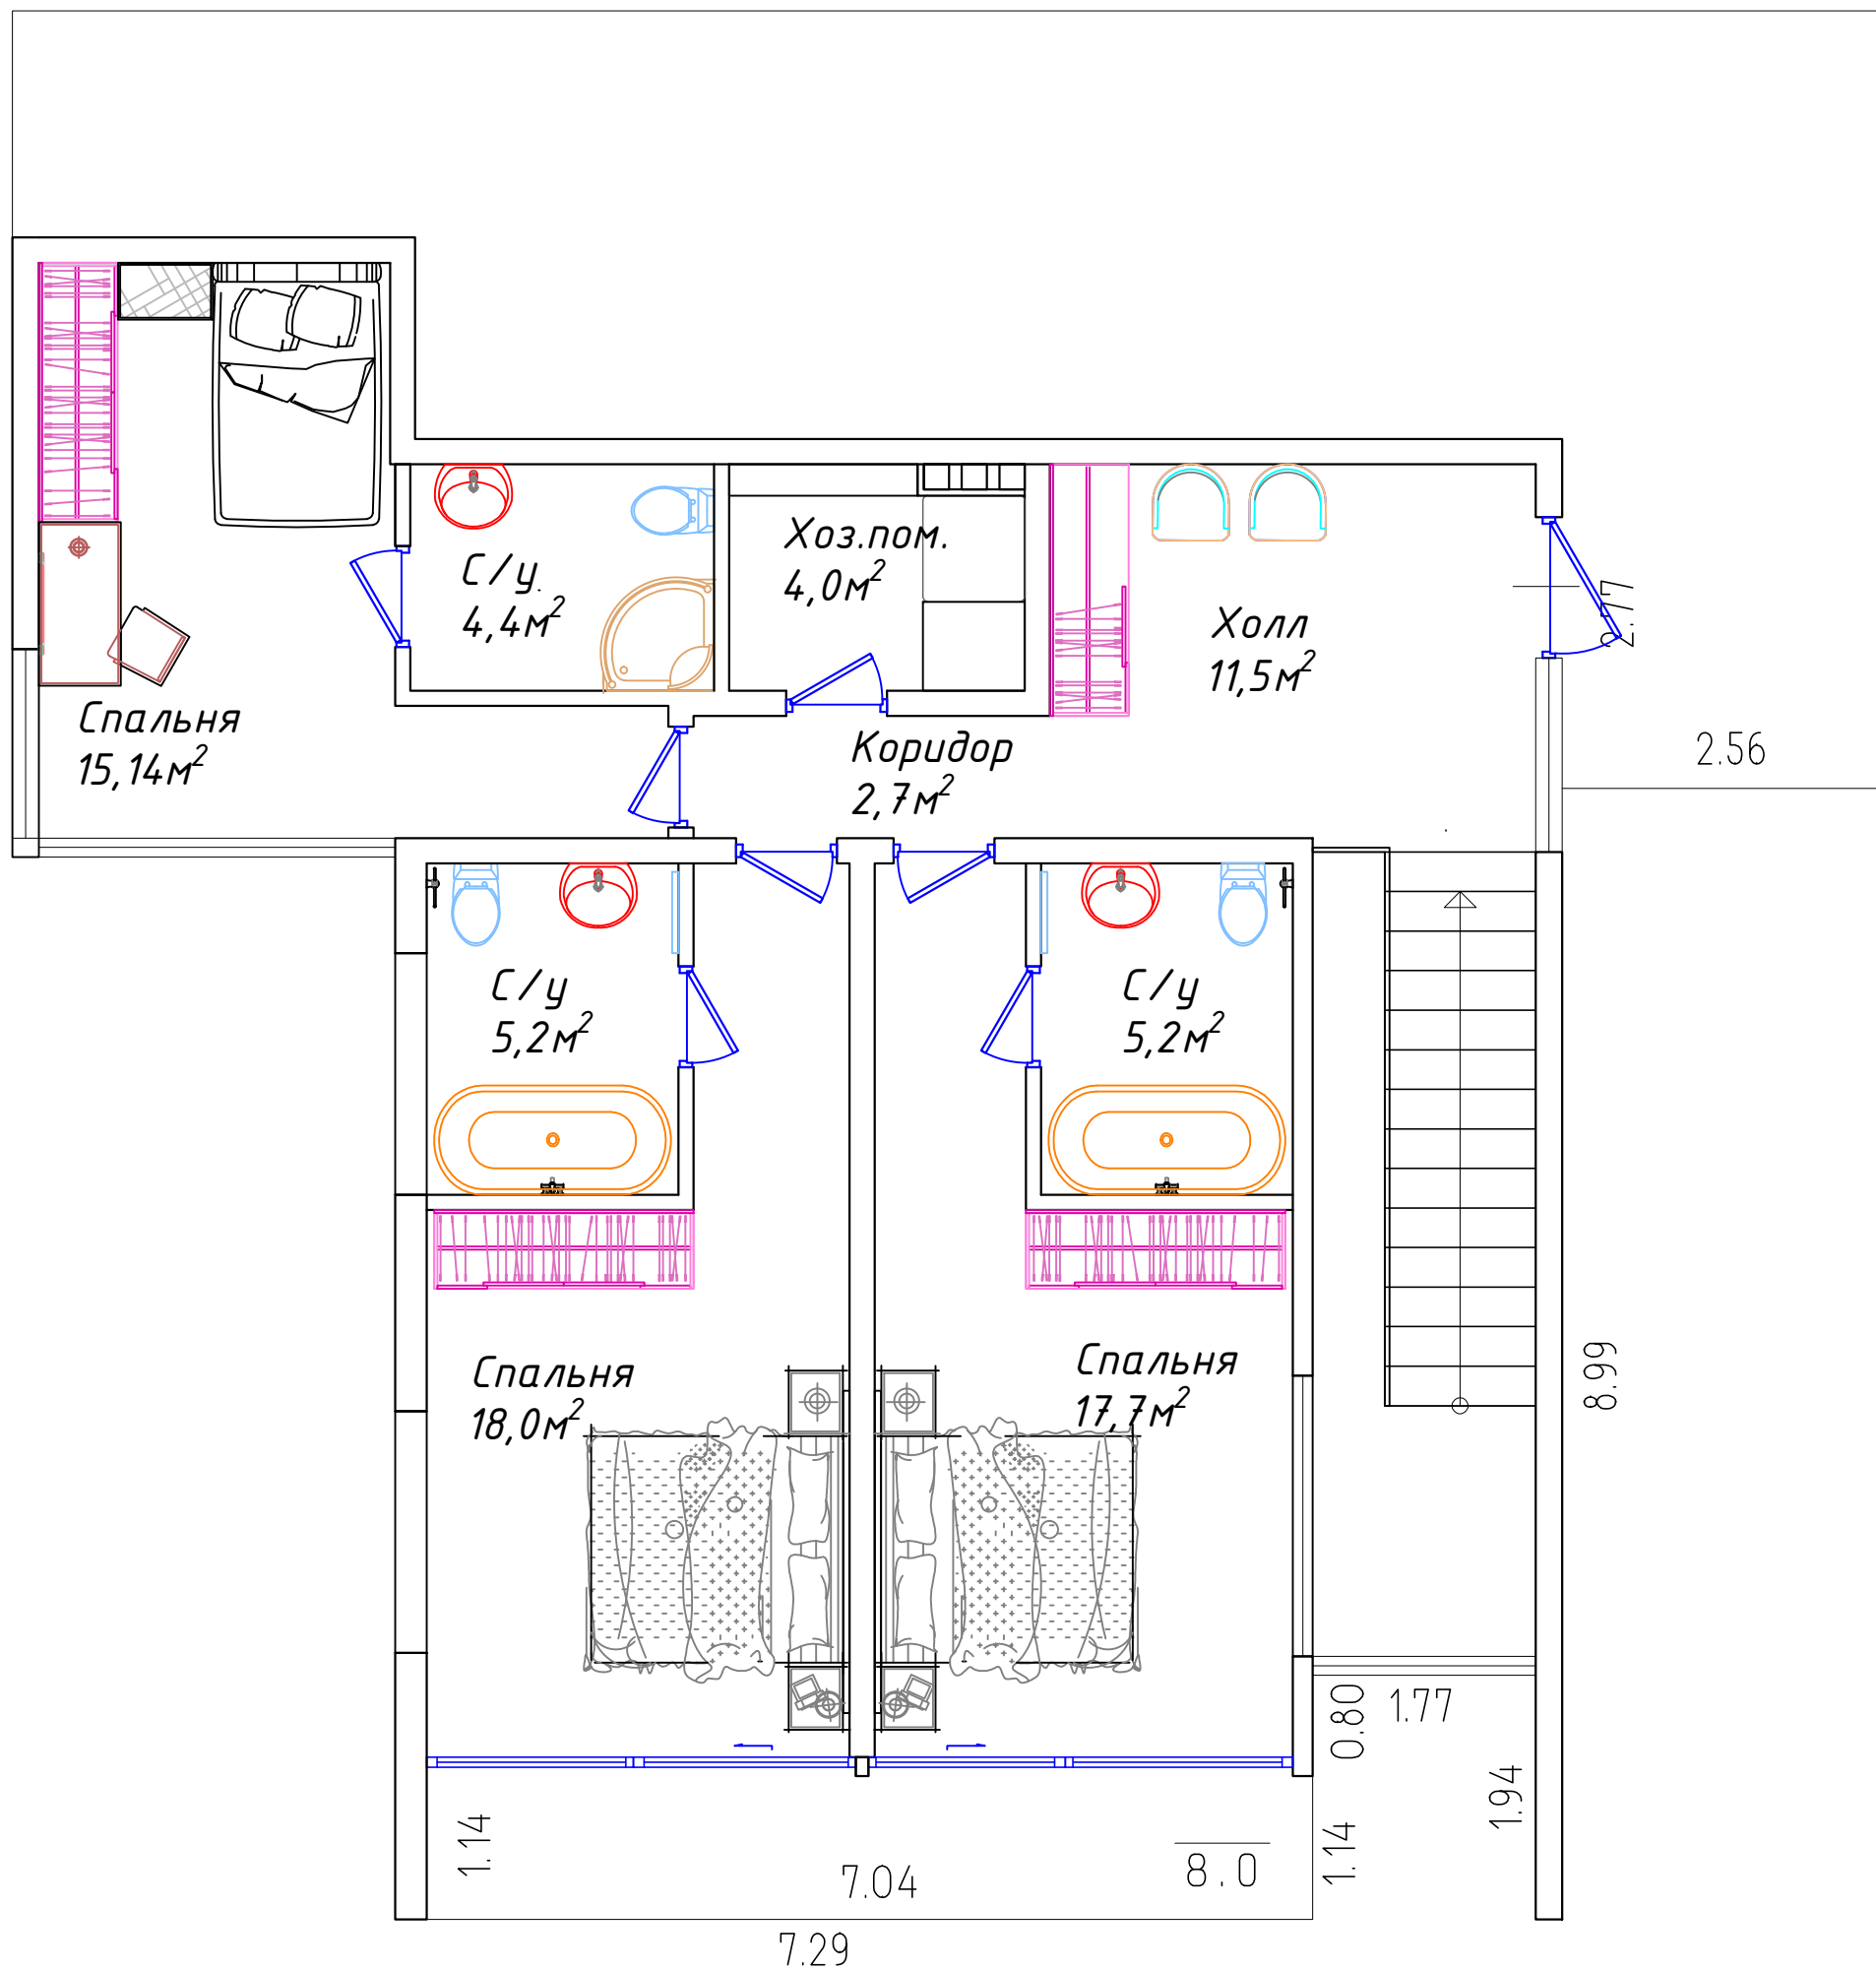 С/у.
4,4м²
Хоз.пом.
4,0м²
Холл
11,5м²
2.77
Спальня
15,14м²
Коридор
2,7м²
2.56
С/у
5,2м²
С/у
5,2м²
Спальня
18,0м²
Спальня
17,7м²
8.99
0.80
1.77
1.94
1.14
1.14
7.04
8.0
7.29